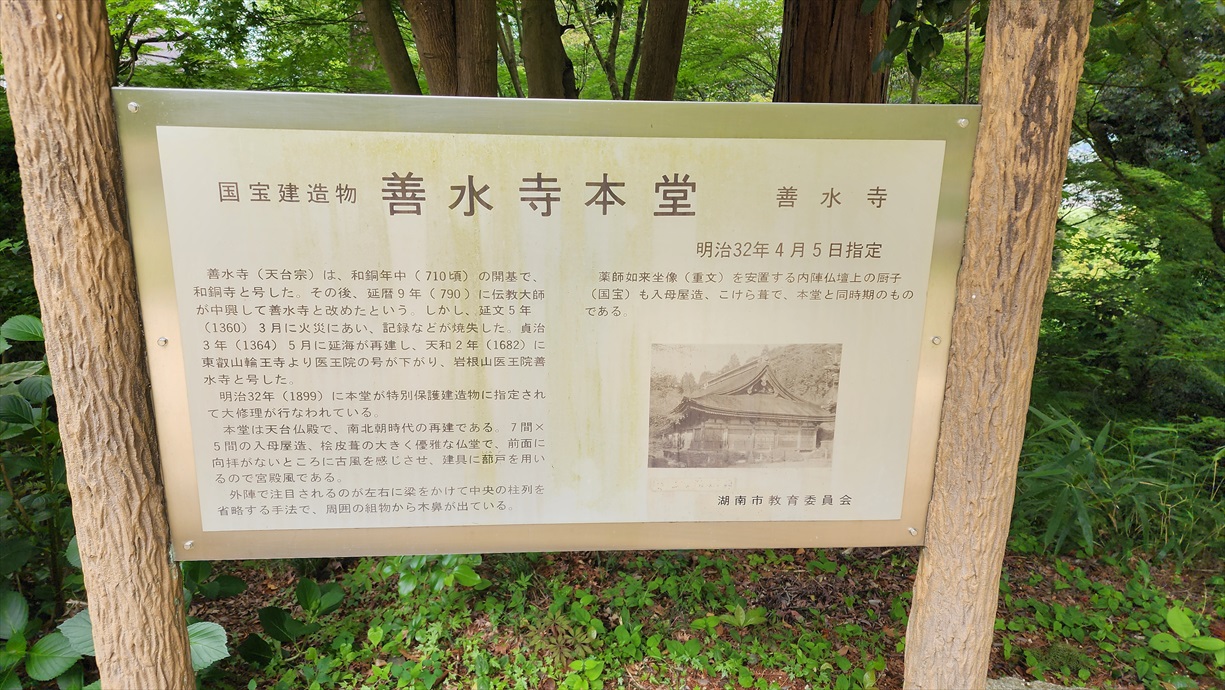 国宝建造物 善水寺本堂 善水寺
明治32年4月5日指定
善水寺（天台宗）は、和銅年中（710頃）の開基で、
和銅寺と号した。その後、延暦9年（790）に伝教大師
が中興して善水寺と改めたという。しかし、延文5年
（1360）3月に火災にあい、記録などが焼失した。貞治
3年（1364）5月に延海が再建し、天和2年（1682）に
東叡山輪王寺より医王院の号が下がり、岩根山医王院善
水寺と号した。
明治32年（1899）に本堂が特別保護建造物に指定され
て大修理が行なわれている。
本堂は天台仏殿で、南北朝時代の再建である。7間×
5間の入母屋造、桧皮葺の大きく優雅な仏堂で、前面に
向拝がないところに古風を感じさせ、建具に蔀戸を用い
るので宮殿風である。
外陣で注目されるのが左右に梁をかけて中央の柱列を
省略する手法で、周囲の組物から木鼻が出ている。
薬師如来坐像（重文）を安置する内陣仏壇上の厨子
（国宝）も入母屋造、こけら葺で、本堂と同時期のもの
である。
湖南市教育委員会